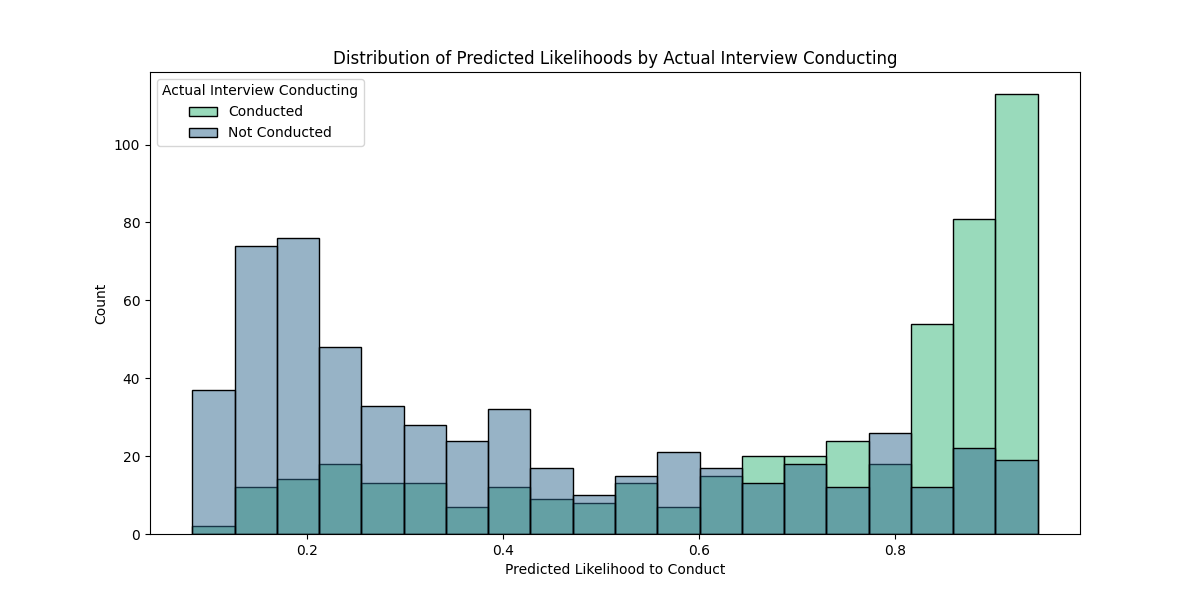 Distribution of Predicted Likelihoods by Actual Interview Conducting
Actual Interview Conducting
Conducted
Not Conducted
100
80
60
40
20
0
Count
0.2 0.4 0.6 0.8
Predicted Likelihood to Conduct